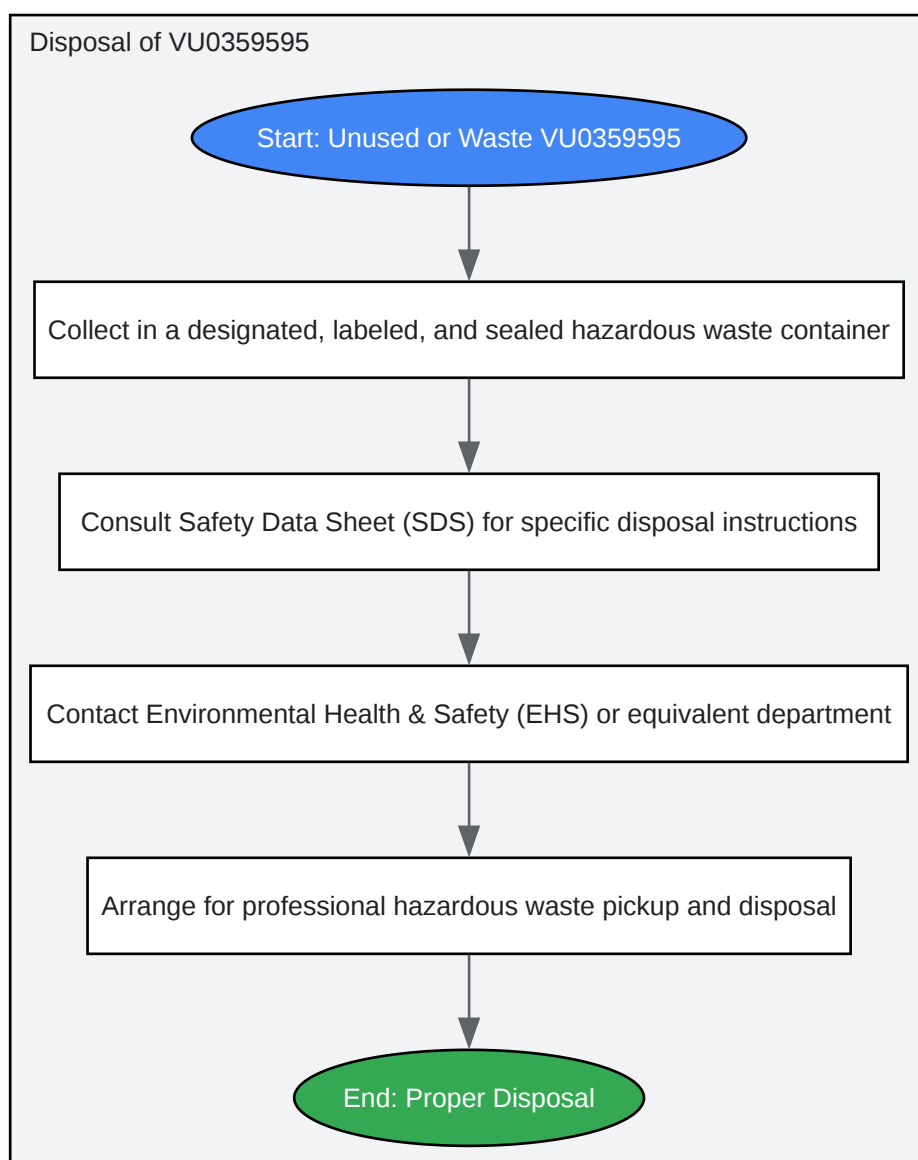 Disposal of VU0359595
Start: Unused or Waste VU0359595
Collect in a designated, labeled, and sealed hazardous waste container
Consult Safety Data Sheet (SDS) for specific disposal instructions
Contact Environmental Health & Safety (EHS) or equivalent department
Arrange for professional hazardous waste pickup and disposal
End: Proper Disposal